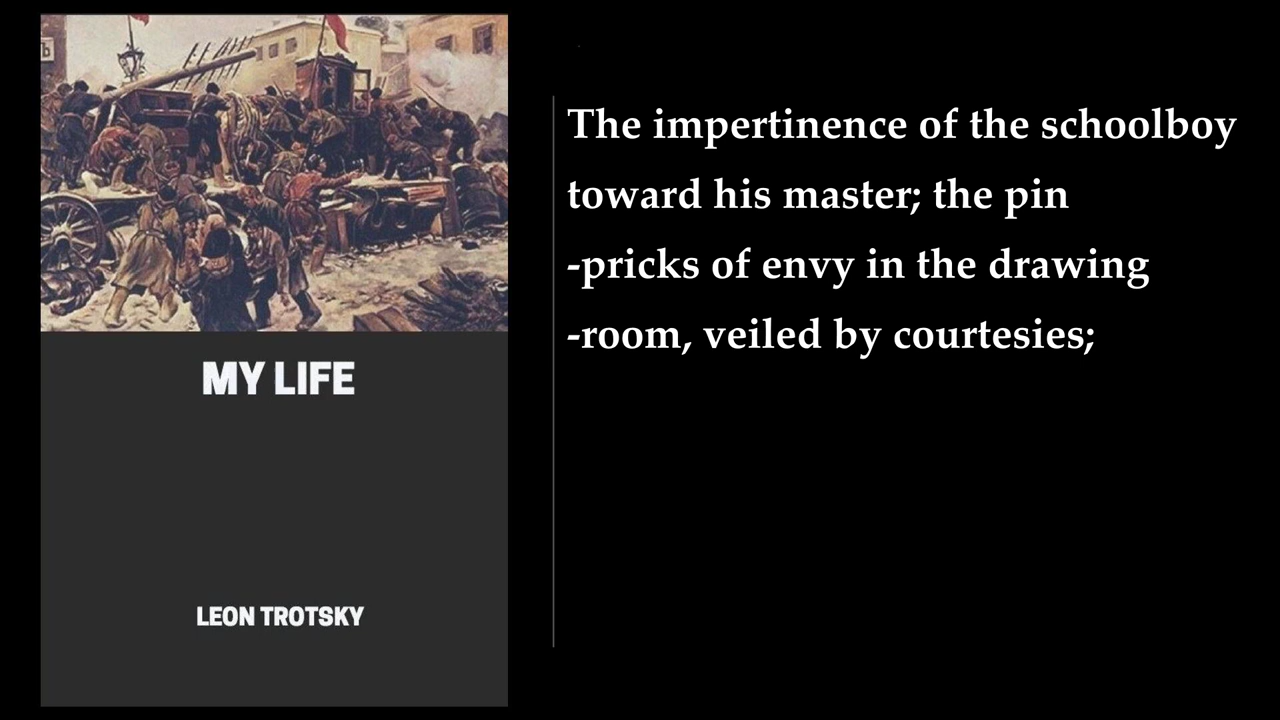 MY LIFE
LEON TROTSKY
The impertinence of the schoolboy
toward his master; the pin
-pricks of envy in the drawing
-room, veiled by courtesies;